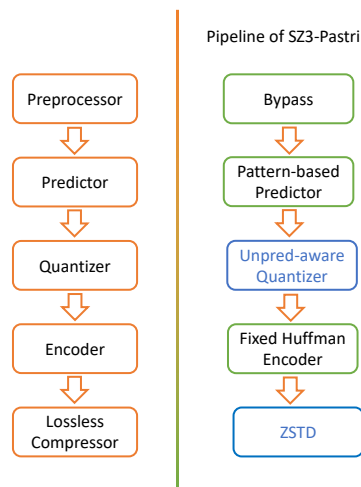 Pipeline of SZ3-Pastri
Preprocessor
Predictor
Quantizer
Encoder
Lossless
Compressor
Bypass
Pattern-based
Predictor
Unpred-aware
Quantizer
Fixed Huffman
Encoder
ZSTD